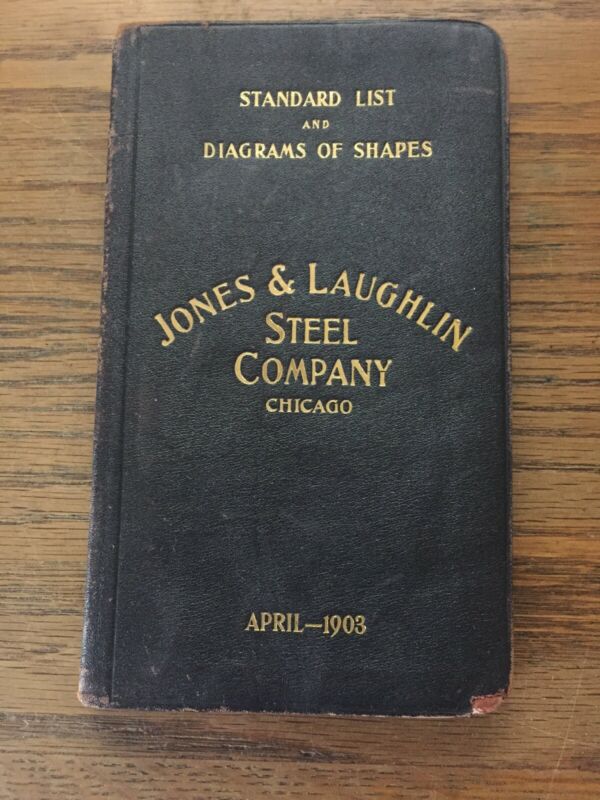 STANDARD LIST
AND
DIAGRAMS OF SHAPES
JONES & LAUGHLIN
STEEL
COMPANY
CHICAGO
APRIL—1903